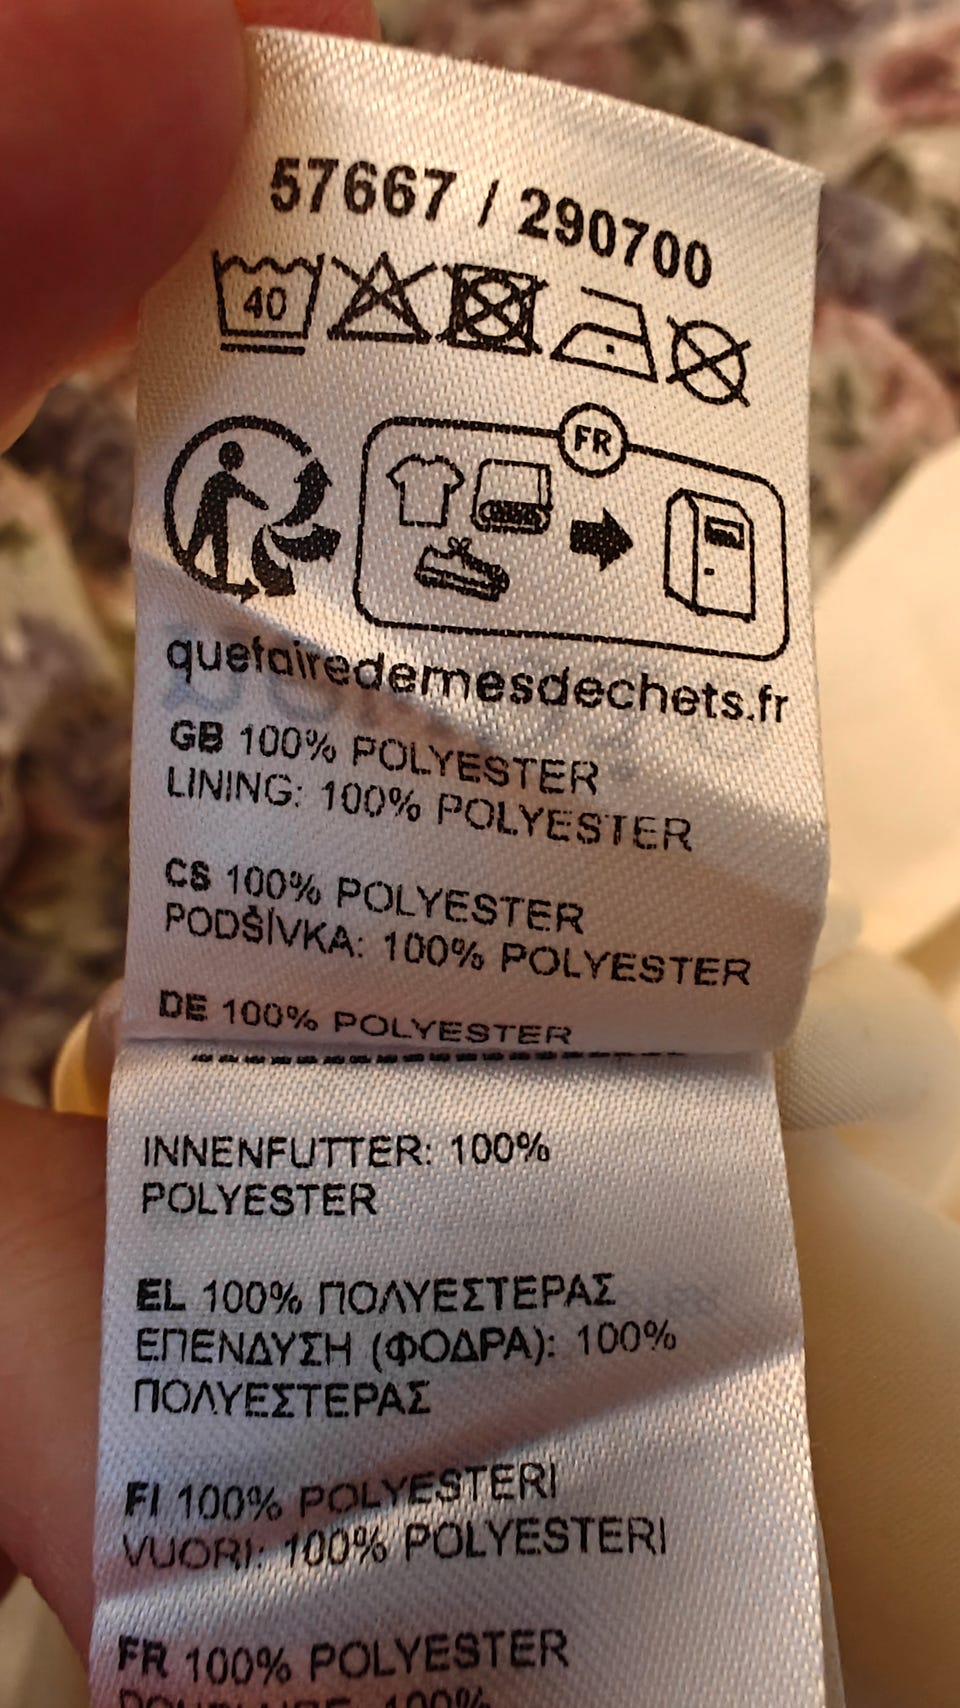 57667 / 290700
40
FR
quefairedemesdechets.fr
GB 100% POLYESTER
LINING: 100% POLYESTER
CS 100% POLYESTER
PODŠÍVKA: 100% POLYESTER
DE 100% POLYESTER
INNENFUTTER: 100%
POLYESTER
EL 100% ΠΟΛΥΕΣΤΕΡΑΣ
ΕΠΕΝΔΥΣΗ (ΦΟΔΡΑ): 100%
ΠΟΛΥΕΣΤΕΡΑΣ
FI 100% POLYESTERI
VUORI: 100% POLYESTERI
FR 100% POLYESTER
100%